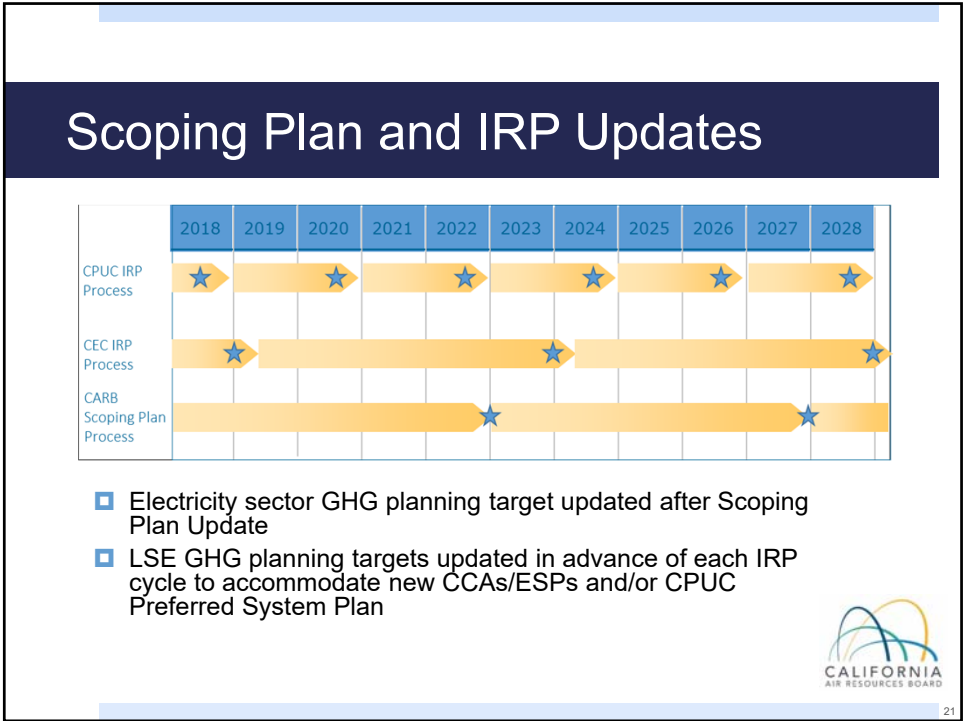 Scoping Plan and IRP Updates
2018 2019 2020 2021 2022 2023 2024 2025 2026 2027 2028
CPUC IRP
Process
CEC IRP
Process
CARB
Scoping Plan
Process
Electricity sector GHG planning target updated after Scoping
Plan Update
LSE GHG planning targets updated in advance of each IRP
cycle to accommodate new CCAs/ESPs and/or CPUC
Preferred System Plan
CALIFORNIA
AIR RESOURCES BOARD
21